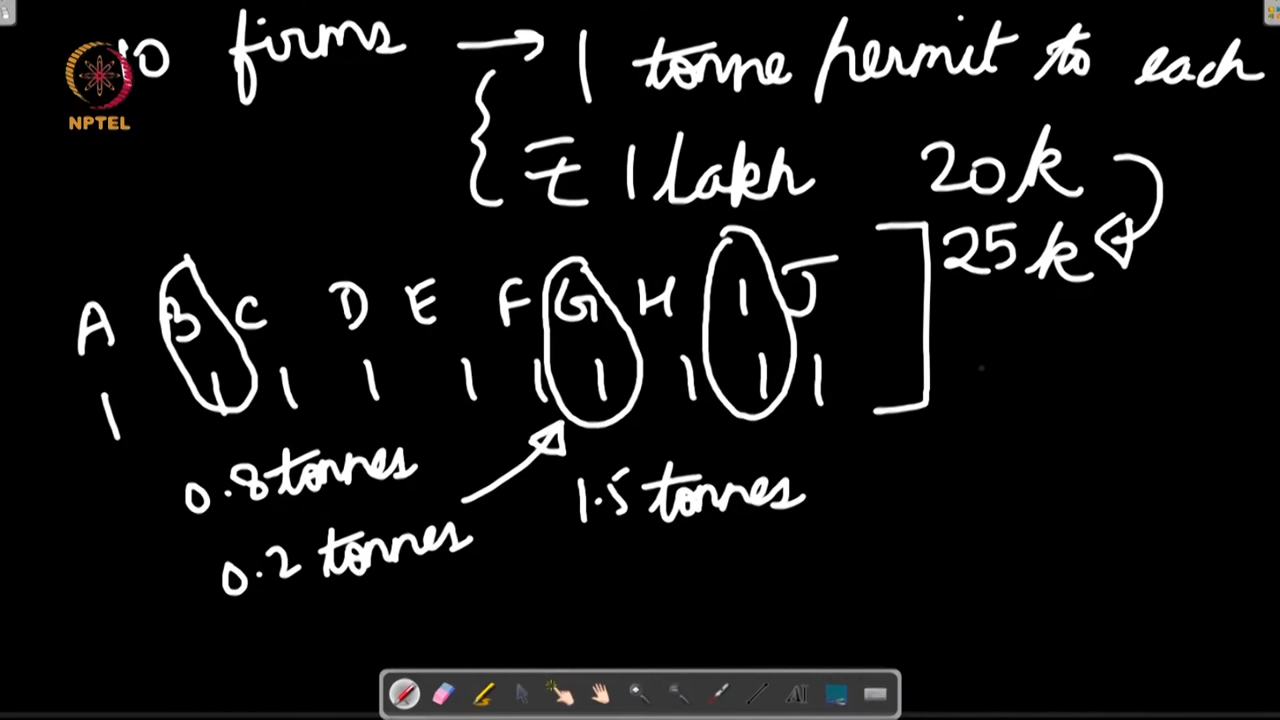 10 firms → 1 tonne permit to each
NPTEL
₹ 1 lakh 20k
25k
A B C D E F G H I J
1 1 1 1 1 1 1 1 1 1
0.8 tonnes
1.5 tonnes
0.2 tonnes